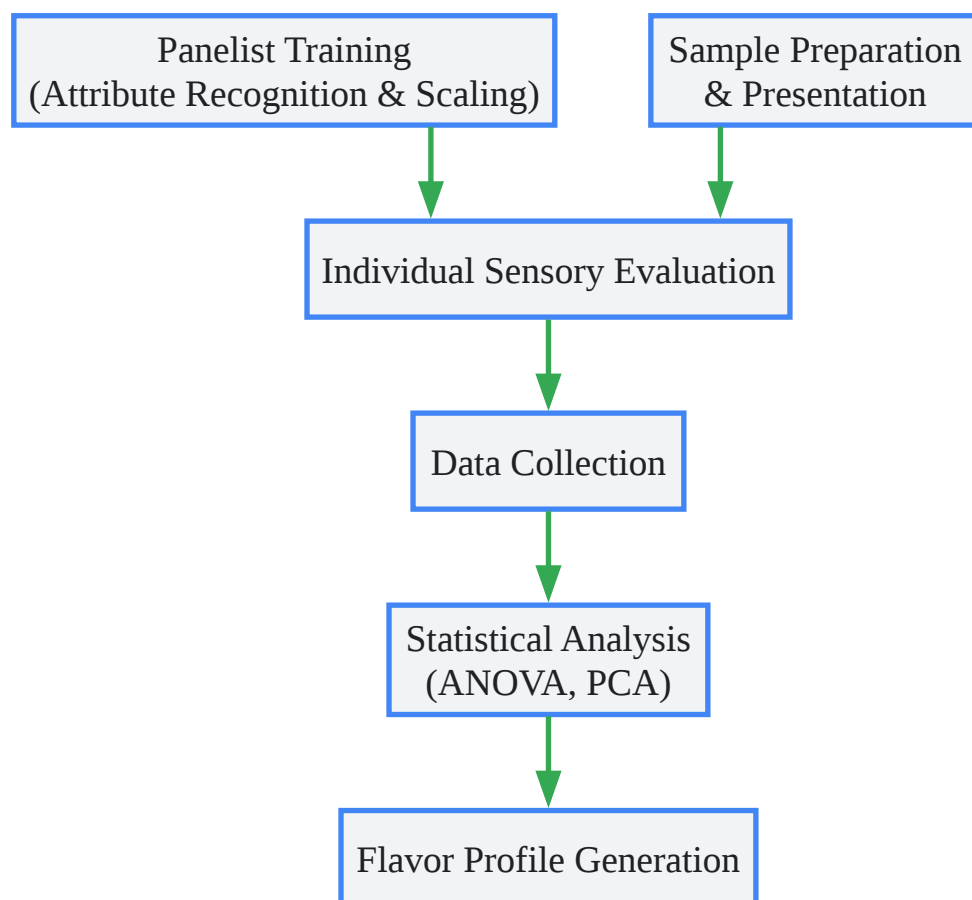 Panelist Training
(Attribute Recognition & Scaling)
Sample Preparation
& Presentation
Individual Sensory Evaluation
Data Collection
Statistical Analysis
(ANOVA, PCA)
Flavor Profile Generation